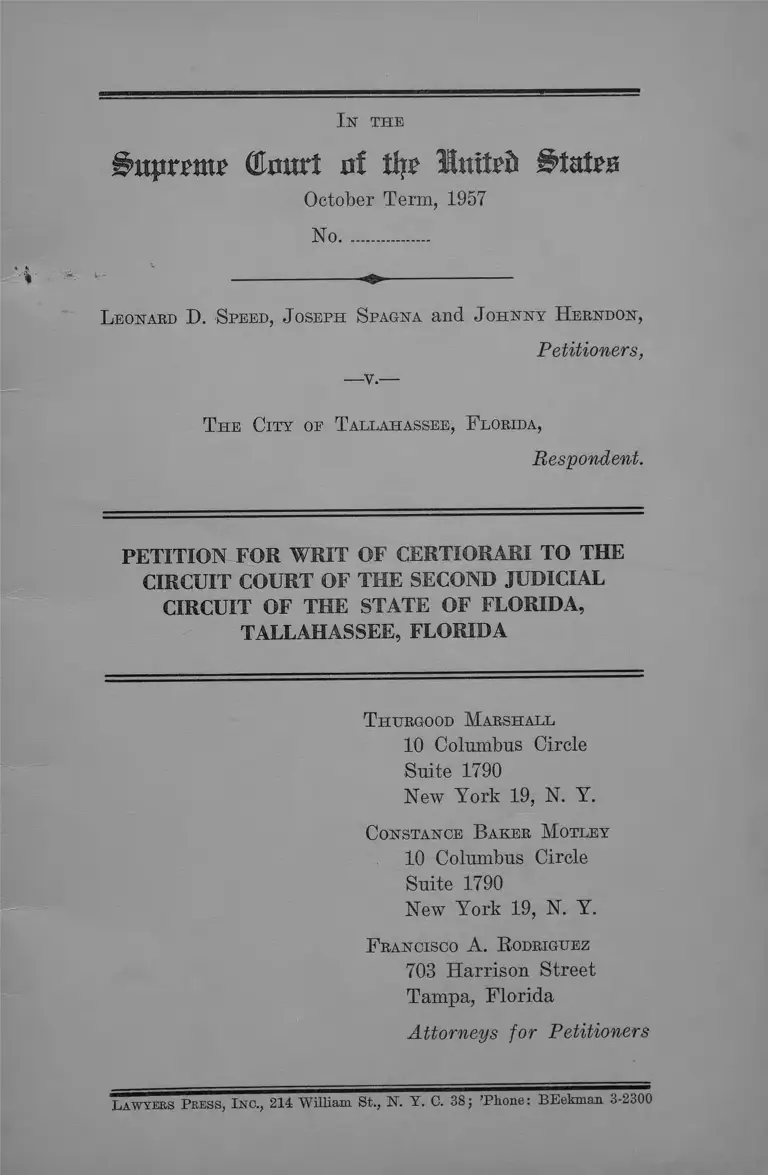 IN THE
Supreme Court of the United States
October Term, 1957
No. ................
LEONARD D. SPEED, JOSEPH SPAGNA and JOHNNY HERNDON,
Petitioners,
—v.—
THE CITY OF TALLAHASSEE, FLORIDA,
Respondent.
PETITION FOR WRIT OF CERTIORARI TO THE
CIRCUIT COURT OF THE SECOND JUDICIAL
CIRCUIT OF THE STATE OF FLORIDA,
TALLAHASSEE, FLORIDA
THURGOOD MARSHALL
10 Columbus Circle
Suite 1790
New York 19, N. Y.
CONSTANCE BAKER MOTLEY
10 Columbus Circle
Suite 1790
New York 19, N. Y.
FRANCISCO A. RODRIGUEZ
703 Harrison Street
Tampa, Florida
Attorneys for Petitioners
LAWYERS PRESS, INC., 214 William St., N. Y. C. 38; 'Phone: BEekman 3-2300